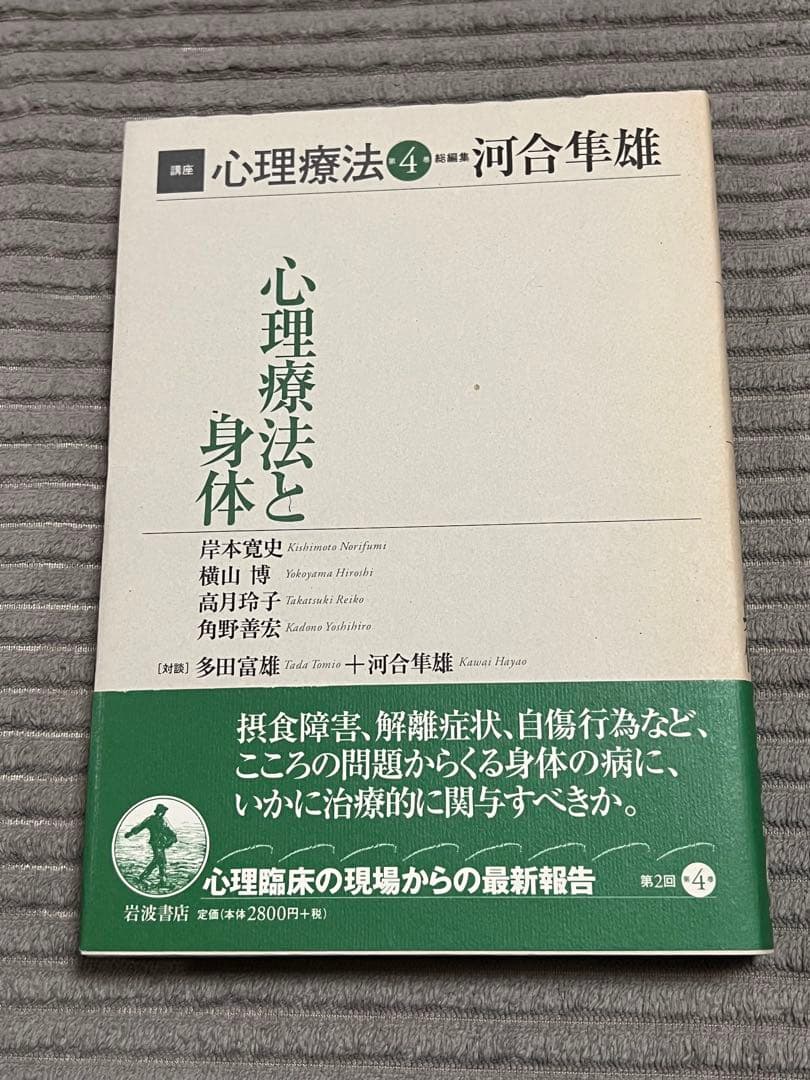 講座 心理療法 第4巻 総編集 河合隼雄
心理療法と
身体
岸本寛史 Kishimoto Norifumi
横山 博 Yokoyama Hiroshi
高月玲子 Takatsuki Reiko
角野善宏 Kadono Yoshihiro
[対談] 多田富雄 Tada Tomio+河合隼雄 Kawai Hayao
摂食障害、解離症状、自傷行為など、
こころの問題からくる身体の病に、
いかに治療的に関与すべきか。
心理臨床の現場からの最新報告 第2回 第4巻
岩波書店 定価(本体2800円+税)